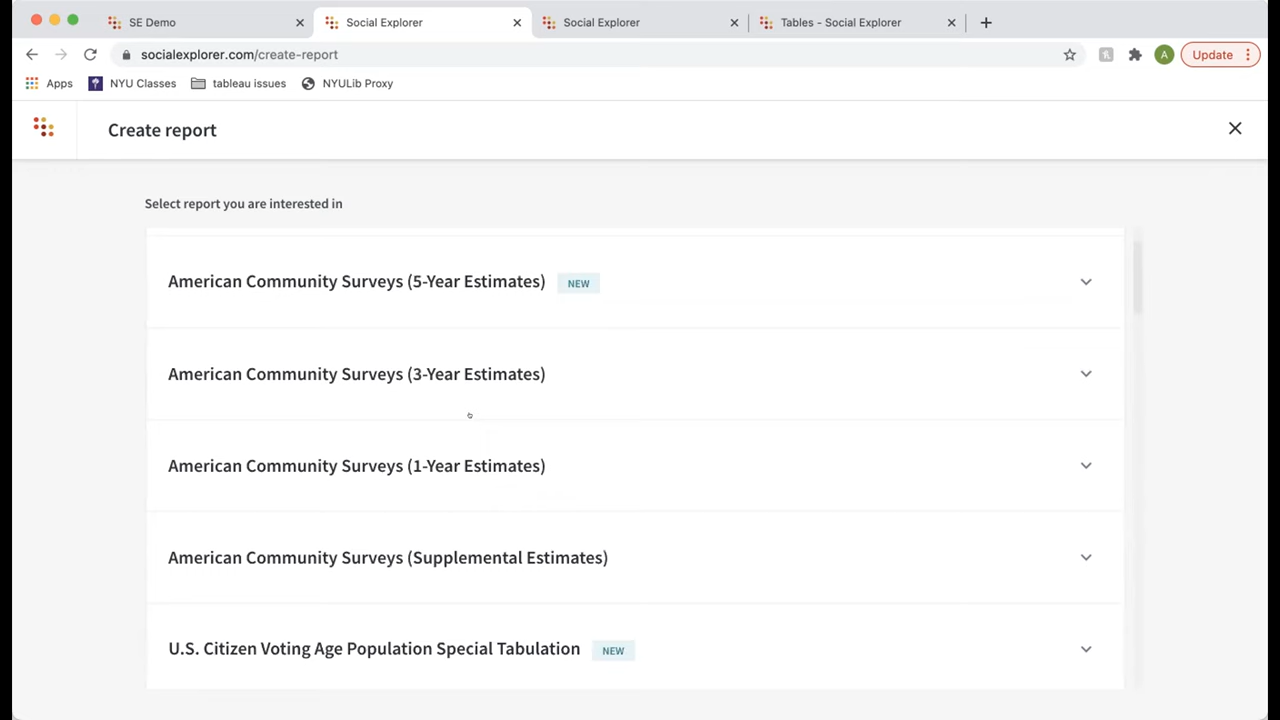 SE Demo
Social Explorer
Social Explorer
Tables - Social Explorer
socialexplorer.com/create-report
A
Update
Apps
NYU Classes
tableau issues
NYULib Proxy
Create report
Select report you are interested in
American Community Surveys (5-Year Estimates) NEW
American Community Surveys (3-Year Estimates)
American Community Surveys (1-Year Estimates)
American Community Surveys (Supplemental Estimates)
U.S. Citizen Voting Age Population Special Tabulation NEW